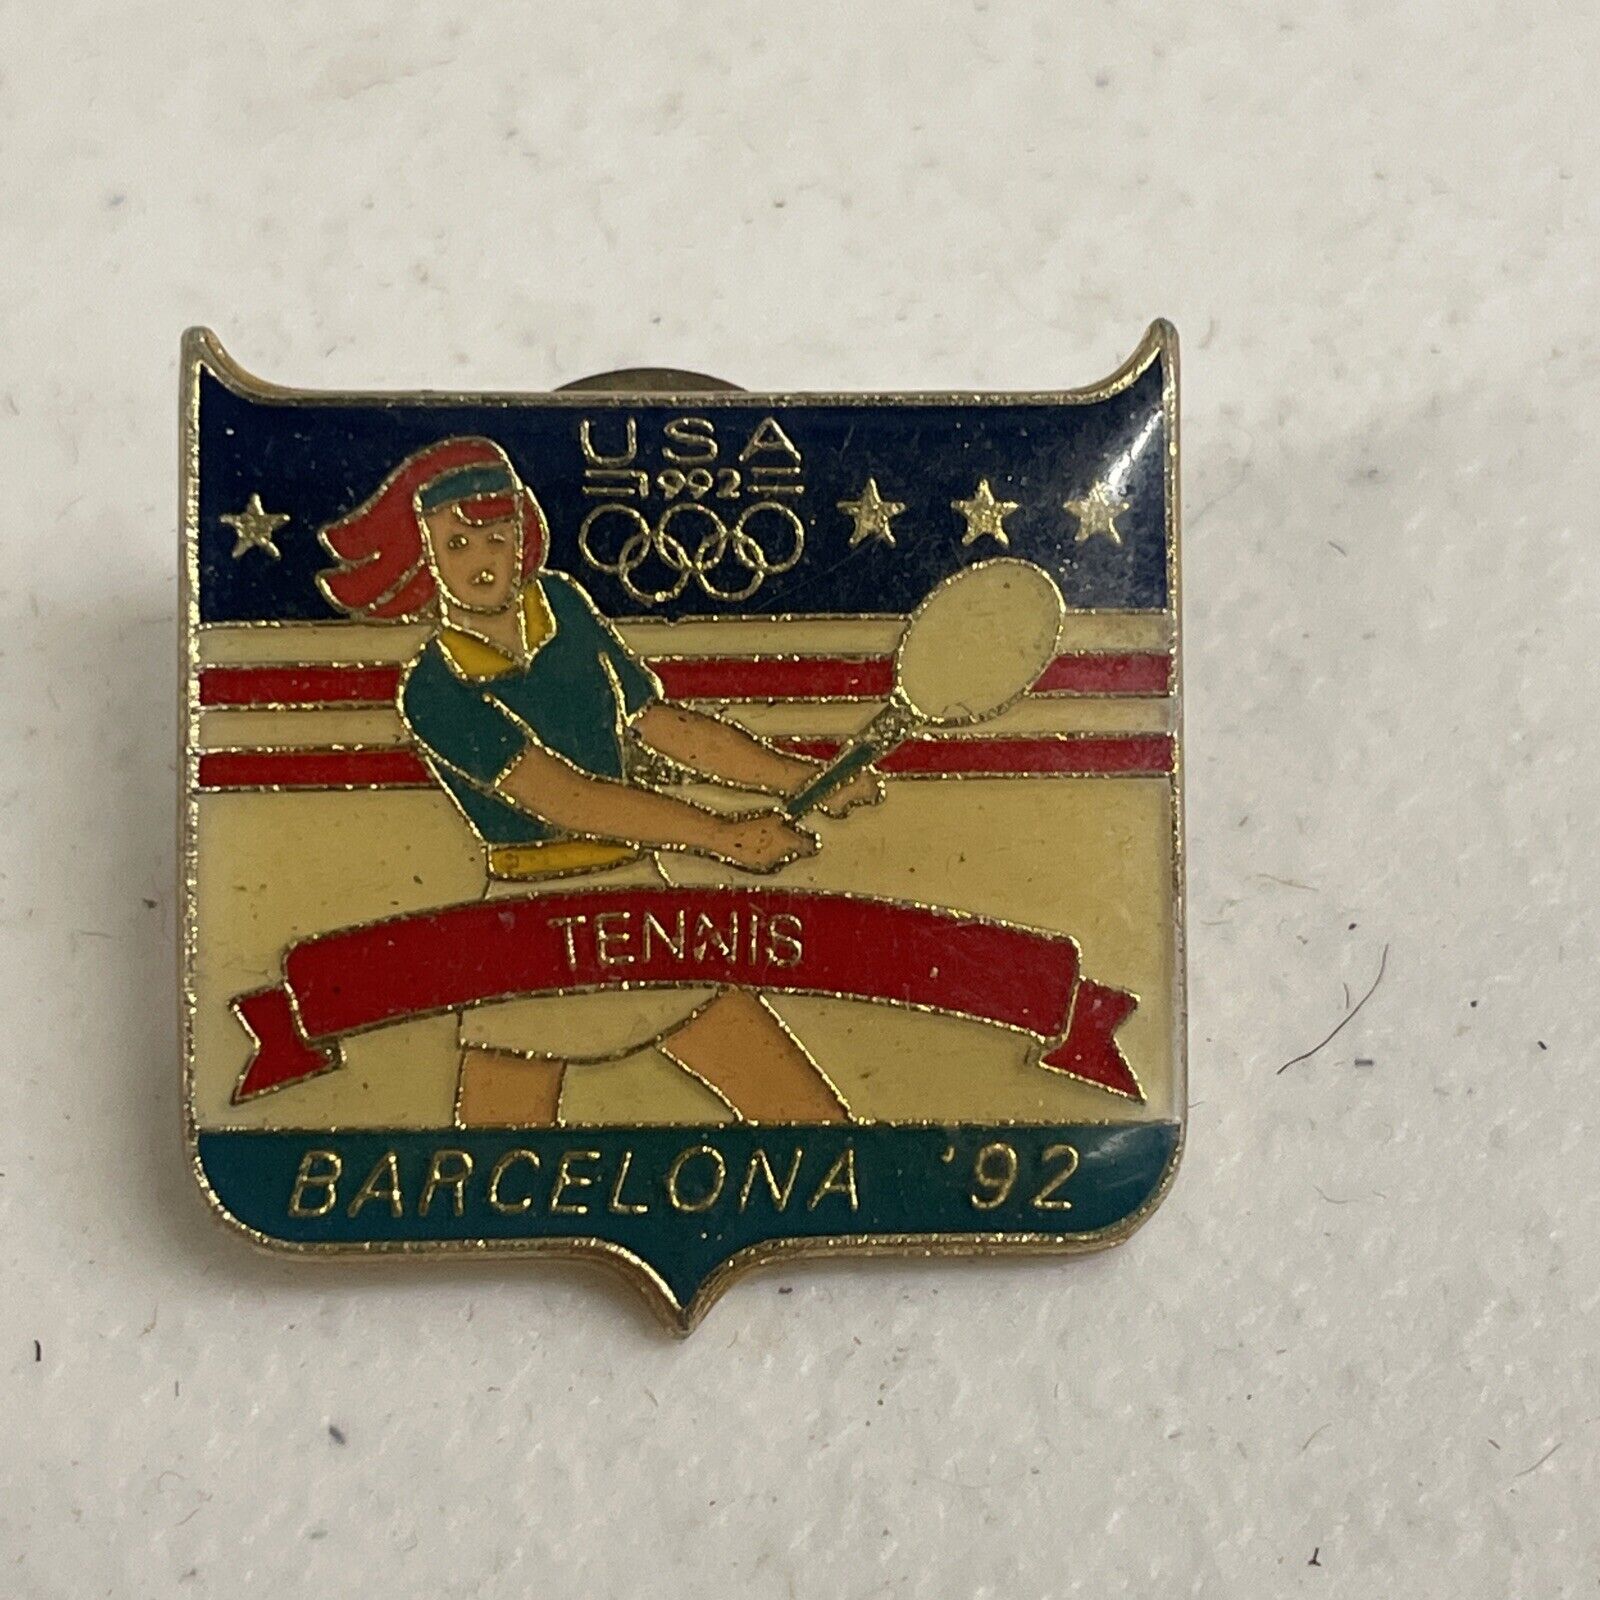 USA
1992
TENNIS
BARCELONA '92